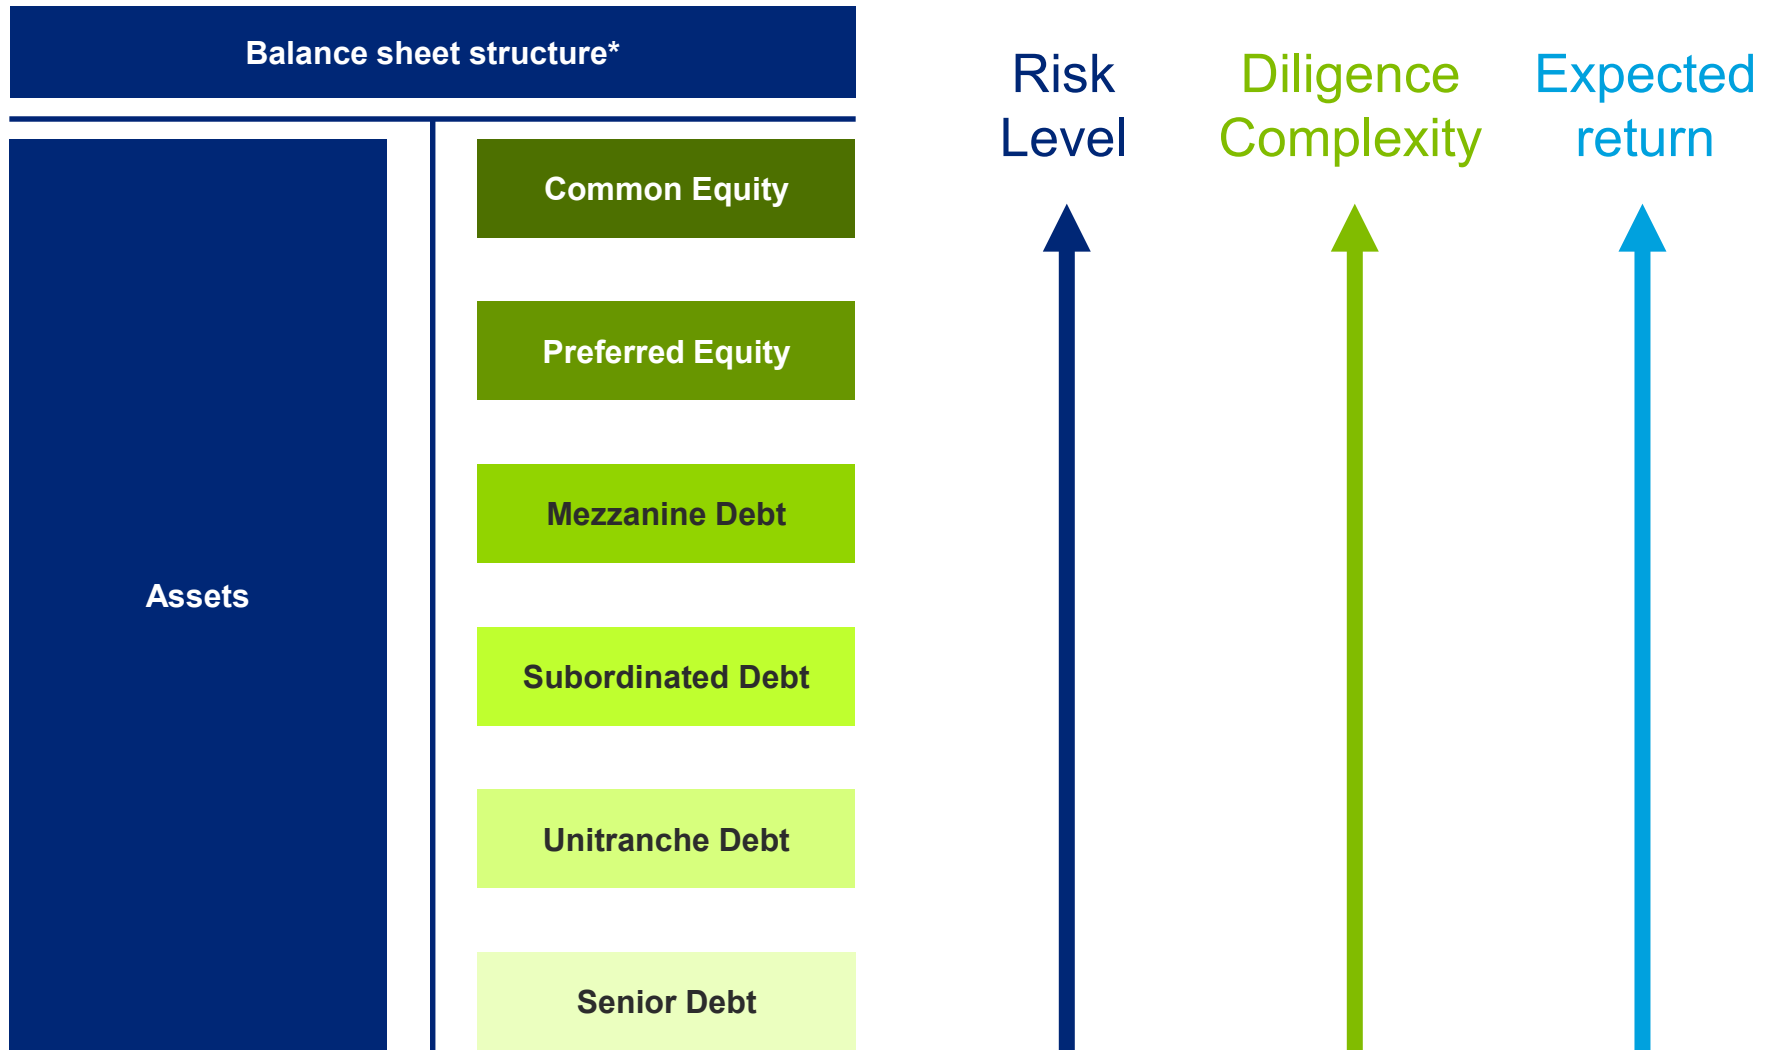 Balance sheet structure*
Risk
Level
Diligence
Complexity
Expected
return
Common Equity
Preferred Equity
Mezzanine Debt
Assets
Subordinated Debt
Unitranche Debt
Senior Debt